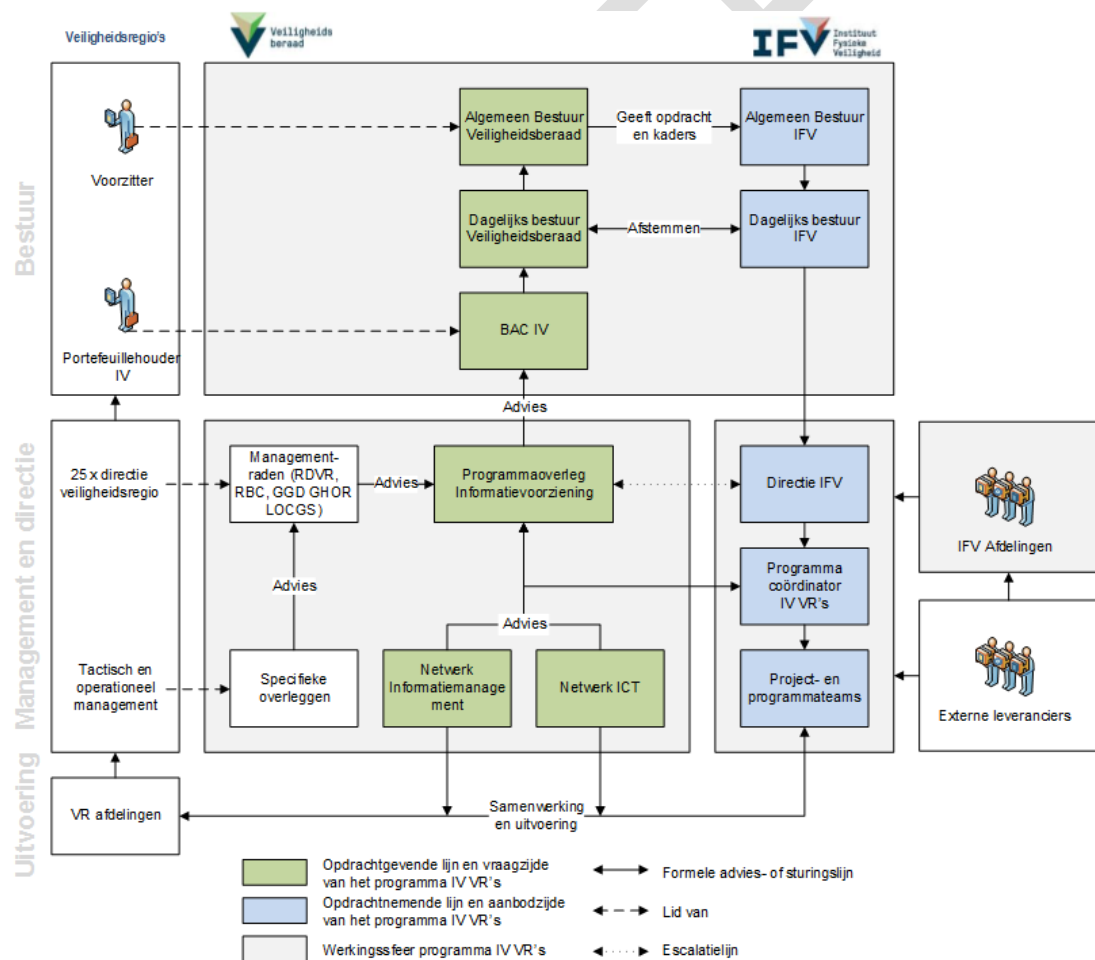 Veiligheidsregio's
Veiligheids
beraad
IFV
Instituut
Fysieke
Veiligheid
Bestuur
Voorzitter
Algemeen Bestuur
Veiligheidsberaad
Geeft opdracht
en kaders
Algemeen Bestuur
IFV
Dagelijks bestuur
Veiligheidsberaad
Afstemmen
Dagelijks bestuur
IFV
Portefeuillehouder
IV
BAC IV
Advies
Management en directie
25 x directie
veiligheidsregio
Management-
raden (RDVR,
RBC, GGD GHOR
LOCGS)
Advies
Programmaoverleg
Informatievoorziening
Directie IFV
IFV Afdelingen
Advies
Programma
coördinator
IV VR's
Advies
Tactisch en
operationeel
management
Specifieke
overleggen
Netwerk
Informatiemanage
ment
Netwerk ICT
Project- en
programmateams
Externe leveranciers
Uitvoering
VR afdelingen
Samenwerking
en uitvoering
Opdrachtgevende lijn en vraagzijde
van het programma IV VR's
Formele advies- of sturingslijn
Opdrachtnemende lijn en aanbodzijde
van het programma IV VR's
Lid van
Werkingssfeer programma IV VR's
Escalatielijn